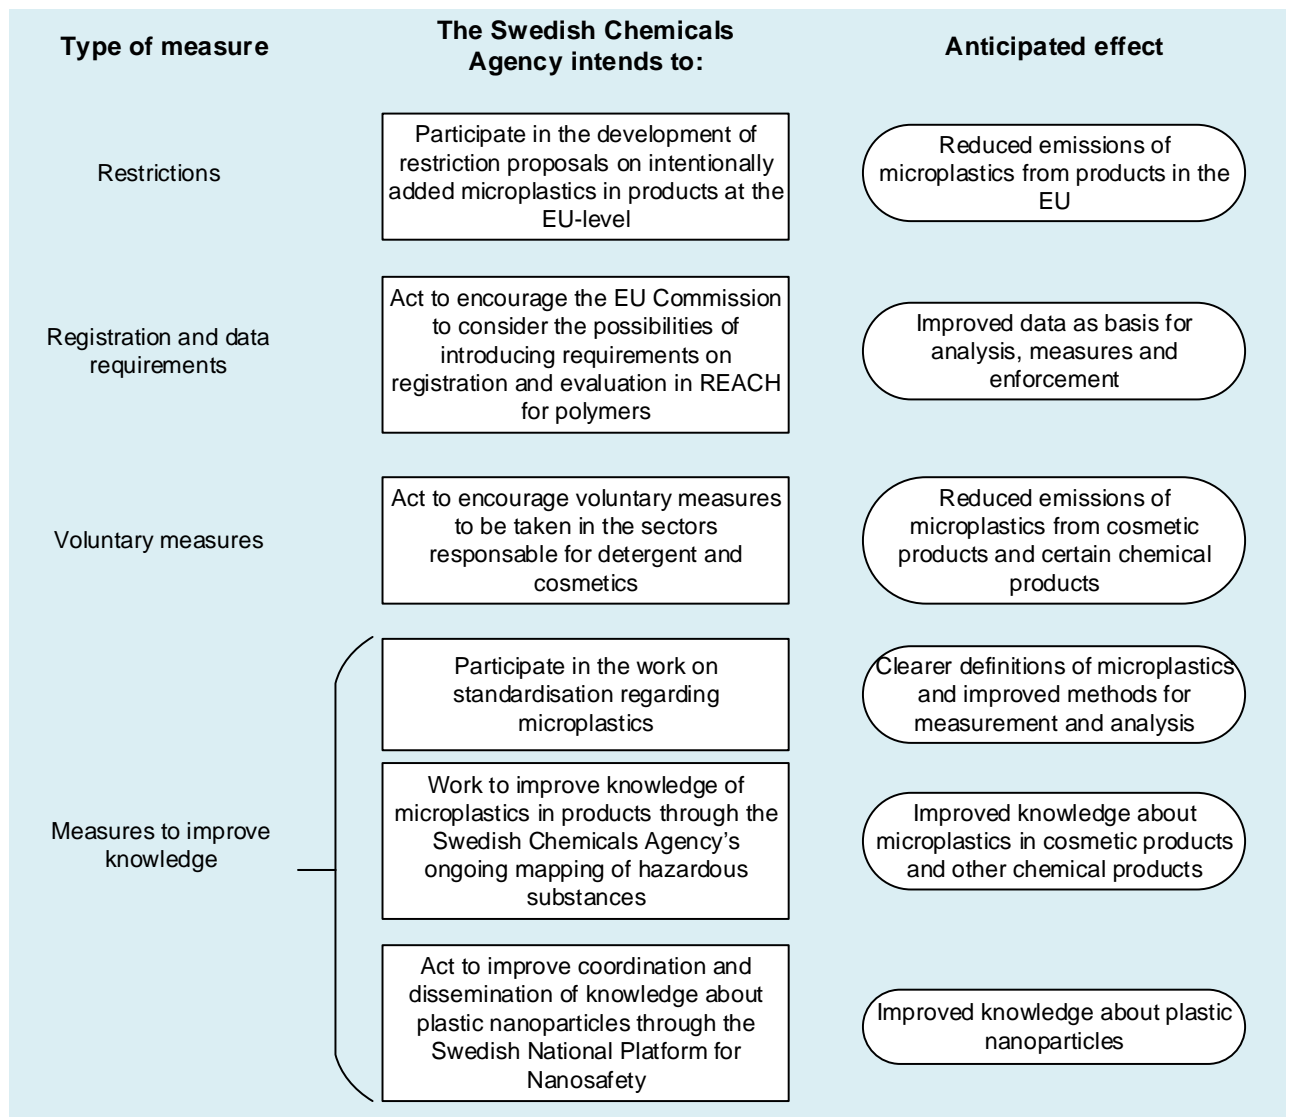 Type of measure
The Swedish Chemicals
Agency intends to:
Anticipated effect
Restrictions
Participate in the development of
restriction proposals on intentionally
added microplastics in products at the
EU-level
Reduced emissions of
microplastics from products in the
EU
Registration and data
requirements
Act to encourage the EU Commission
to consider the possibilities of
introducing requirements on
registration and evaluation in REACH
for polymers
Improved data as basis for
analysis, measures and
enforcement
Voluntary measures
Act to encourage voluntary measures
to be taken in the sectors
responsable for detergent and
cosmetics
Reduced emissions of
microplastics from cosmetic
products and certain chemical
products
Measures to improve
knowledge
Participate in the work on
standardisation regarding
microplastics
Clearer definitions of microplastics
and improved methods for
measurement and analysis
Work to improve knowledge of
microplastics in products through the
Swedish Chemicals Agency’s
ongoing mapping of hazardous
substances
Improved knowledge about
microplastics in cosmetic products
and other chemical products
Act to improve coordination and
dissemination of knowledge about
plastic nanoparticles through the
Swedish National Platform for
Nanosafety
Improved knowledge about plastic
nanoparticles